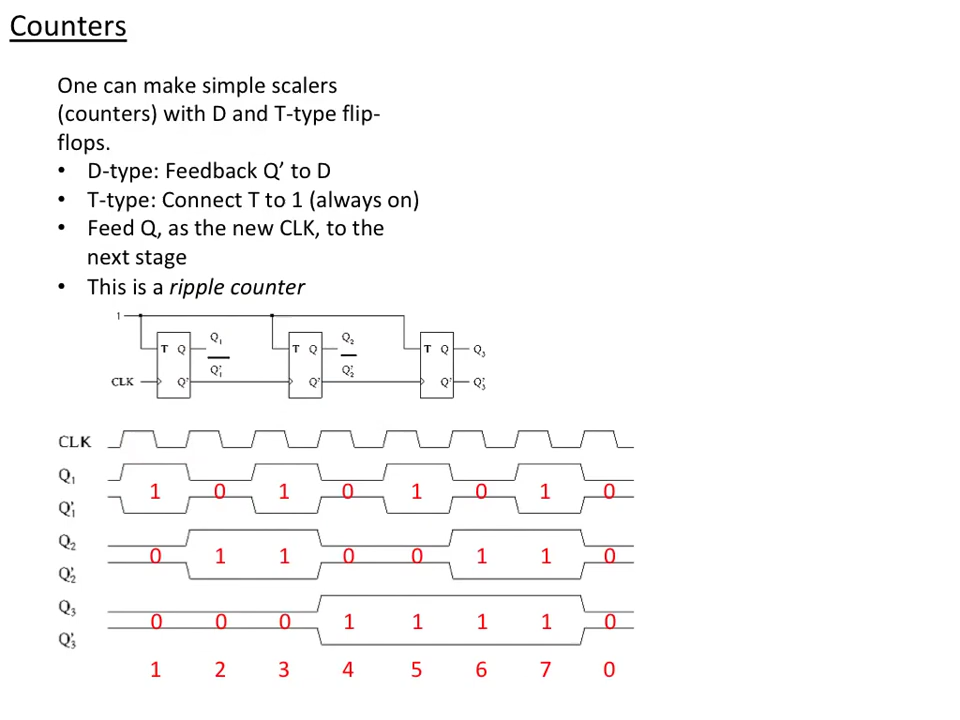 Counters
One can make simple scalers
(counters) with D and T-type flip-
flops.
• D-type: Feedback Q’ to D
• T-type: Connect T to 1 (always on)
• Feed Q, as the new CLK, to the
next stage
• This is a ripple counter
1
Q₁ Q₂
T Q T Q T Q Q₃
Q'₁ Q'₂
CLK Q' Q' Q' Q'₃
CLK
Q₁
1 0 1 0 1 0 1 0
Q'₁
Q₂
0 1 1 0 0 1 1 0
Q'₂
Q₃
0 0 0 1 1 1 1 0
Q'₃
1 2 3 4 5 6 7 0